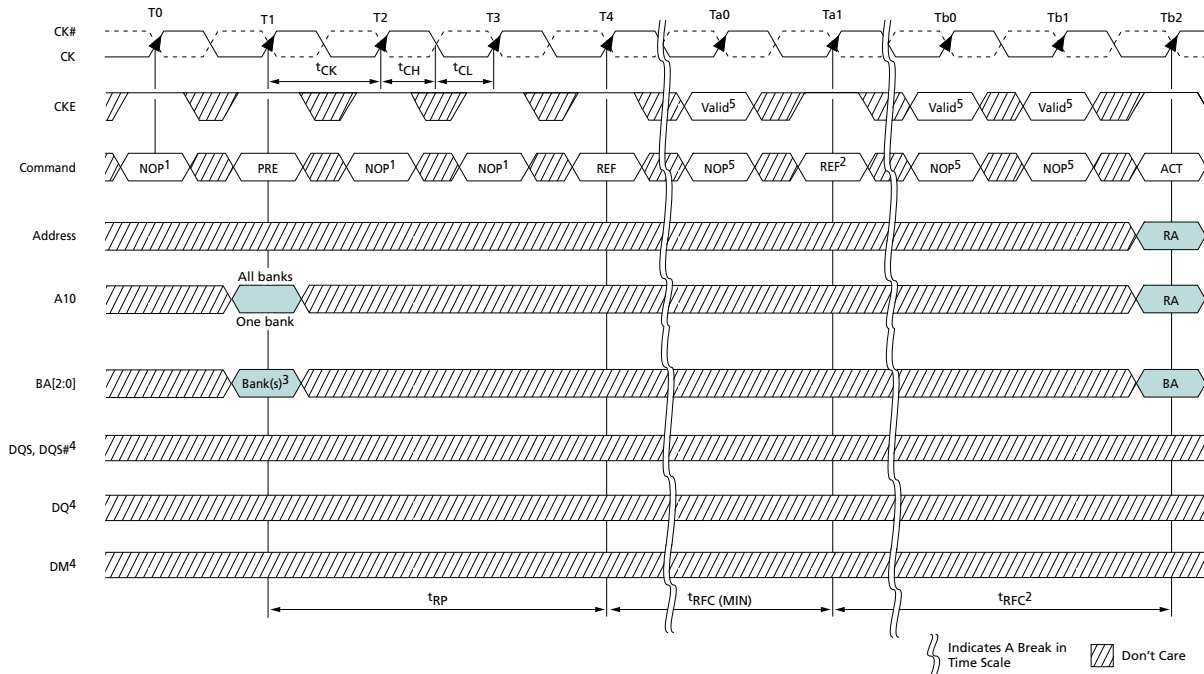 T0 T1 T2 T3 T4 Ta0 Ta1 Tb0 Tb1 Tb2
CK#
CK
tCK tCH tCL
CKE Valid5 Valid5 Valid5
Command NOP1 PRE NOP1 NOP1 REF NOP5 REF2 NOP5 NOP5 ACT
Address RA
All banks
A10 RA
One bank
BA[2:0] Bank(s)3 BA
DQS, DQS#4
DQ4
DM4
tRP tRFC (MIN) tRFC2
Indicates A Break in
Time Scale
Don't Care